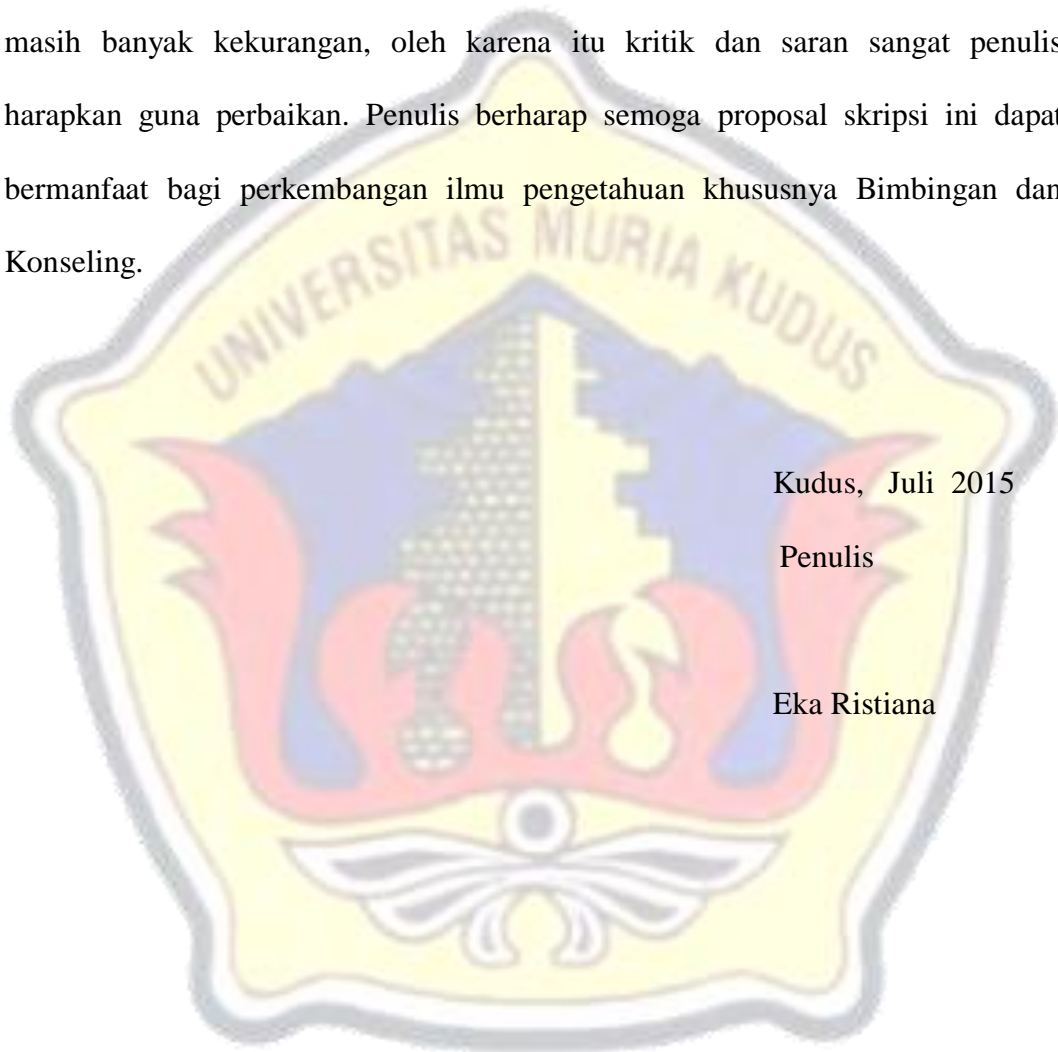 masih banyak kekurangan, oleh karena itu kritik dan saran sangat penulis
harapkan guna perbaikan. Penulis berharap semoga proposal skripsi ini dapat
bermanfaat bagi perkembangan ilmu pengetahuan khususnya Bimbingan dan
Konseling.
UNIVERSITAS MURIA KUDUS
Kudus, Juli 2015
Penulis
Eka Ristiana